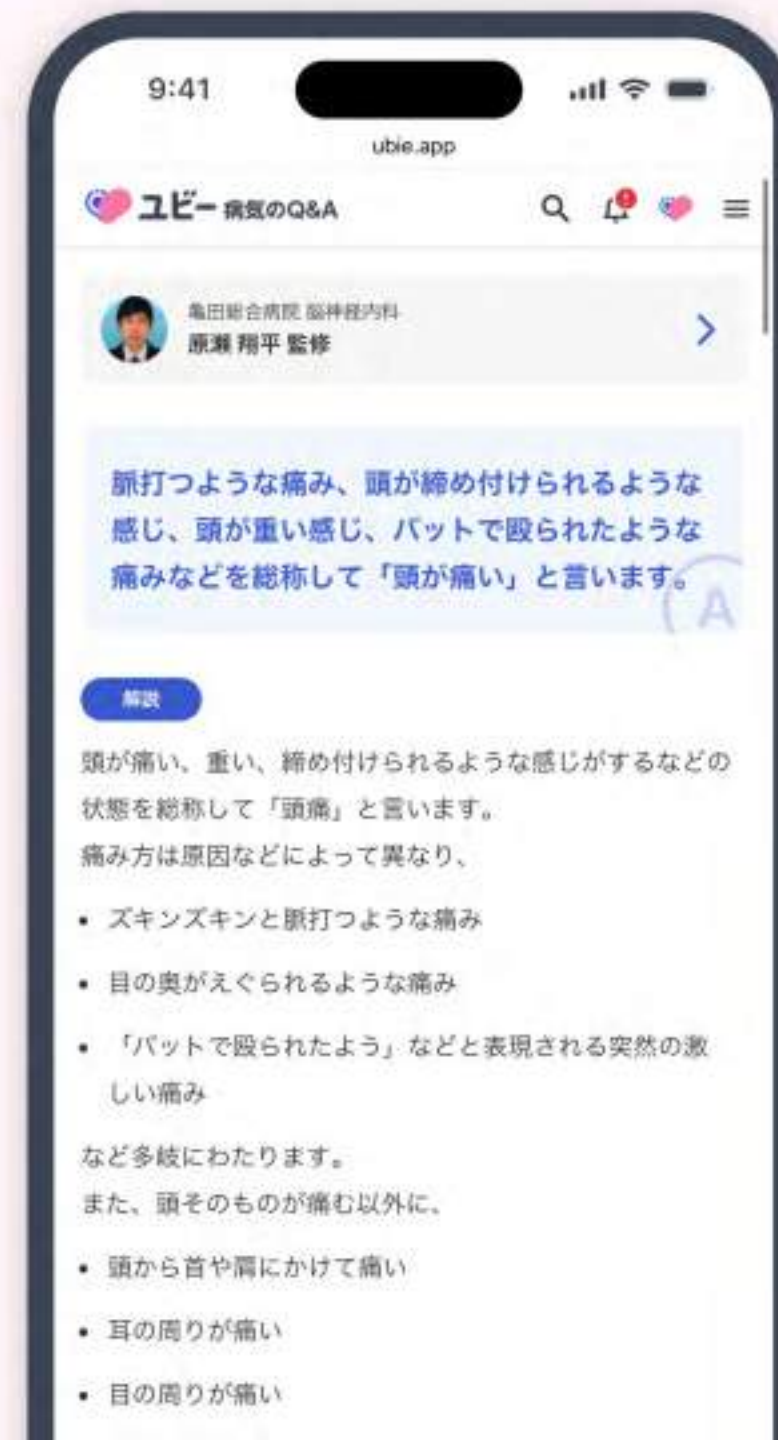 9:41
ubie.app
ユビー 病気のQ&A
亀田総合病院 脳神経内科
原瀬 翔平 監修
脈打つような痛み、頭が締め付けられるような
感じ、頭が重い感じ、バットで殴られたような
痛みなどを総称して「頭が痛い」と言います。
A
解説
頭が痛い、重い、締め付けられるような感じがするなどの
状態を総称して「頭痛」と言います。
痛み方は原因などによって異なり、
• ズキンズキンと脈打つような痛み
• 目の奥がえぐられるような痛み
• 「バットで殴られたよう」などと表現される突然の激
しい痛み
など多岐にわたります。
また、頭そのものが痛む以外に、
• 頭から首や肩にかけて痛い
• 耳の周りが痛い
• 目の周りが痛い